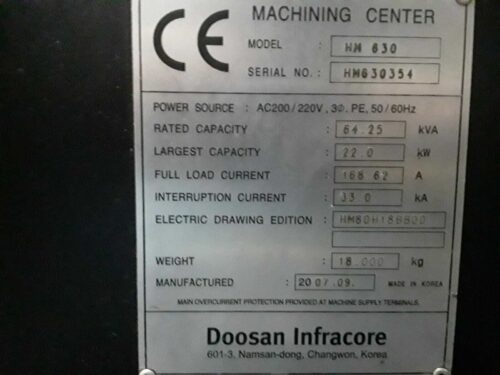 CE
MACHINING CENTER
MODEL : HM 630
SERIAL NO. : HM630354
POWER SOURCE : AC200/220V, 3Φ, PE, 50/60Hz
RATED CAPACITY : 64.25 kVA
LARGEST CAPACITY : 22.0 kW
FULL LOAD CURRENT : 168.62 A
INTERRUPTION CURRENT : 33.0 kA
ELECTRIC DRAWING EDITION :
WEIGHT : 18.000 kg
MANUFACTURED : 2007.09. MADE IN KOREA
MAIN OVERCURRENT PROTECTION PROVIDED AT MACHINE SUPPLY TERMINALS.
Doosan Infracore
601-3, Namsan-dong, Changwon, Korea